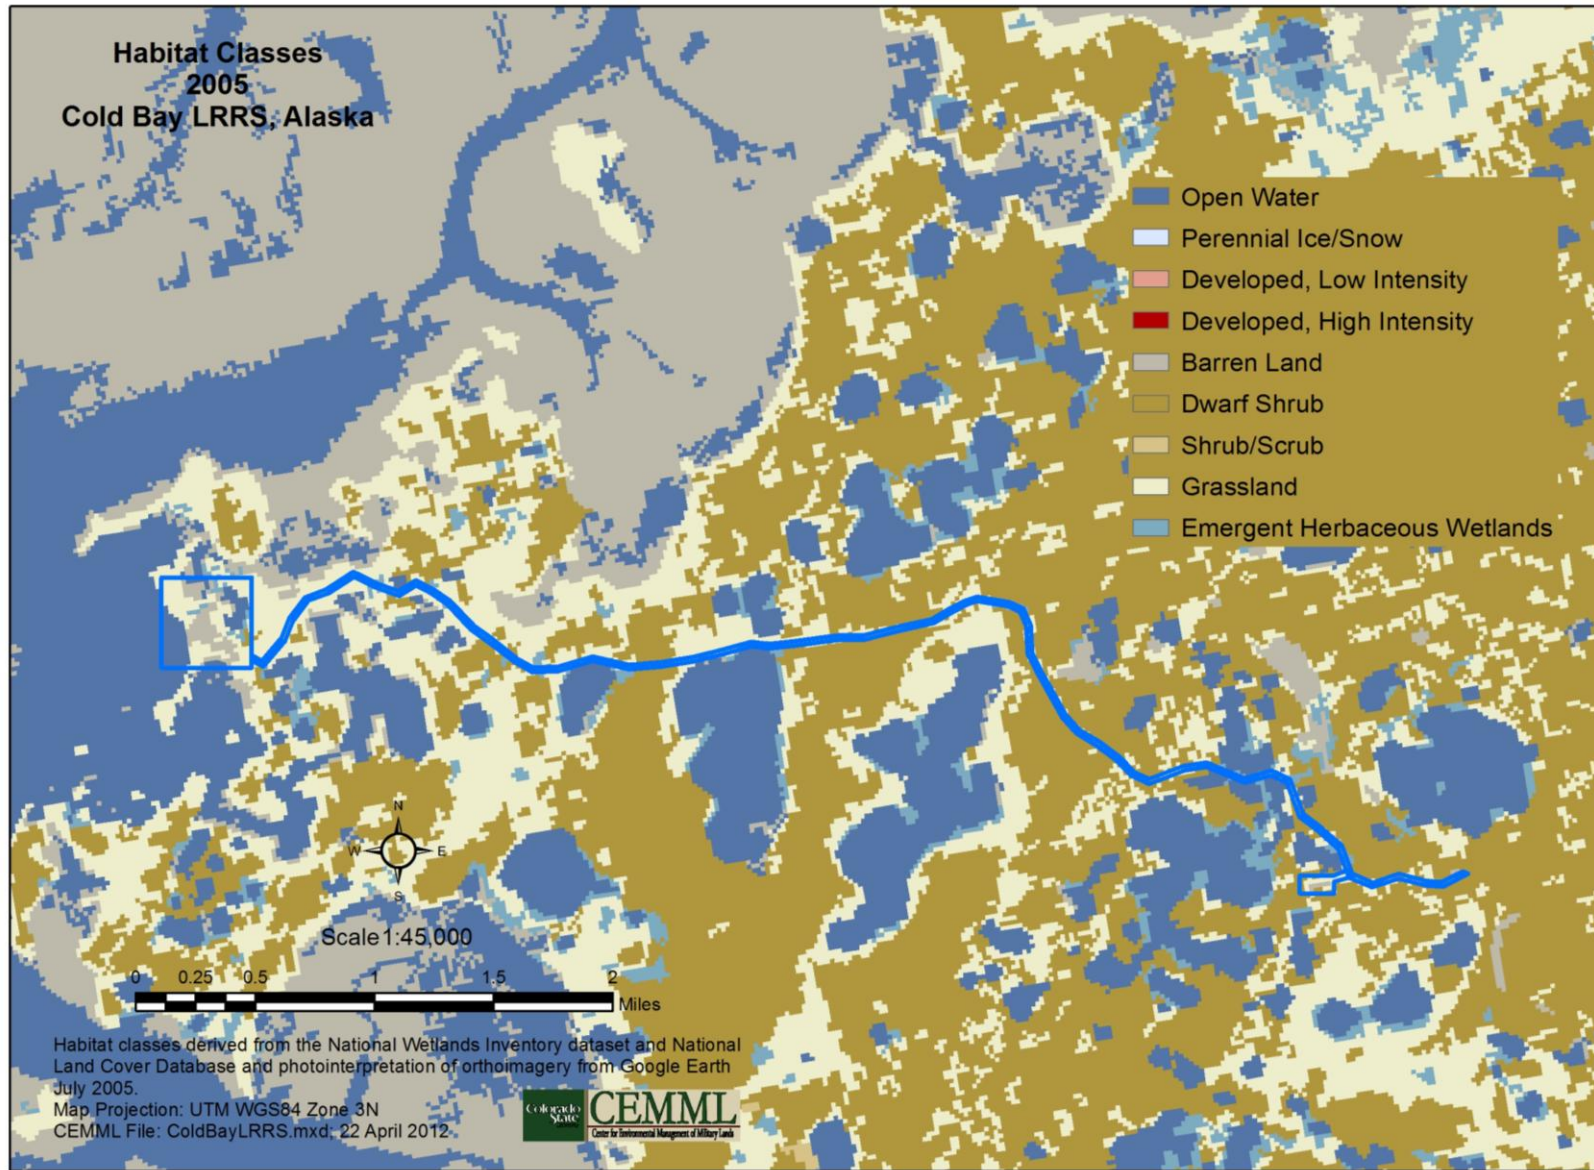 Habitat Classes
2005
Cold Bay LRRS, Alaska
Open Water
Perennial Ice/Snow
Developed, Low Intensity
Developed, High Intensity
Barren Land
Dwarf Shrub
Shrub/Scrub
Grassland
Emergent Herbaceous Wetlands
N
W E
S
Scale1:45,000
0 0.25 0.5 1 1.5 2
Miles
Habitat classes derived from the National Wetlands Inventory dataset and National
Land Cover Database and photointerpretation of orthoimagery from Google Earth
July 2005.
Map Projection: UTM WGS84 Zone 3N
CEMML File: ColdBayLRRS.mxd; 22 April 2012
Colorado
State
CEMML
Center for Environmental Management of Military Lands